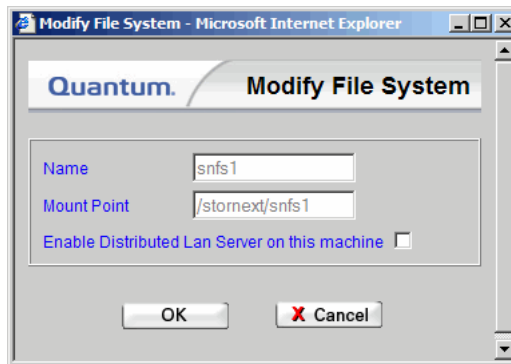 Modify File System - Microsoft Internet Explorer
Quantum. Modify File System
Name snfs1
Mount Point /stornext/snfs1
Enable Distributed Lan Server on this machine
OK X Cancel